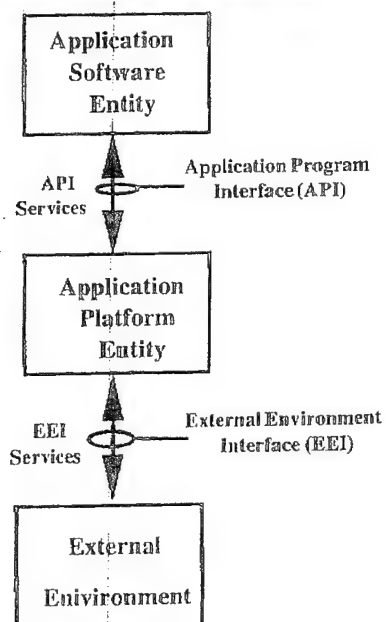 Application
Software
Entity
API
Services
Application Program
Interface (API)
Application
Platform
Entity
EEI
Services
External Environment
Interface (EEI)
External
Enivironment